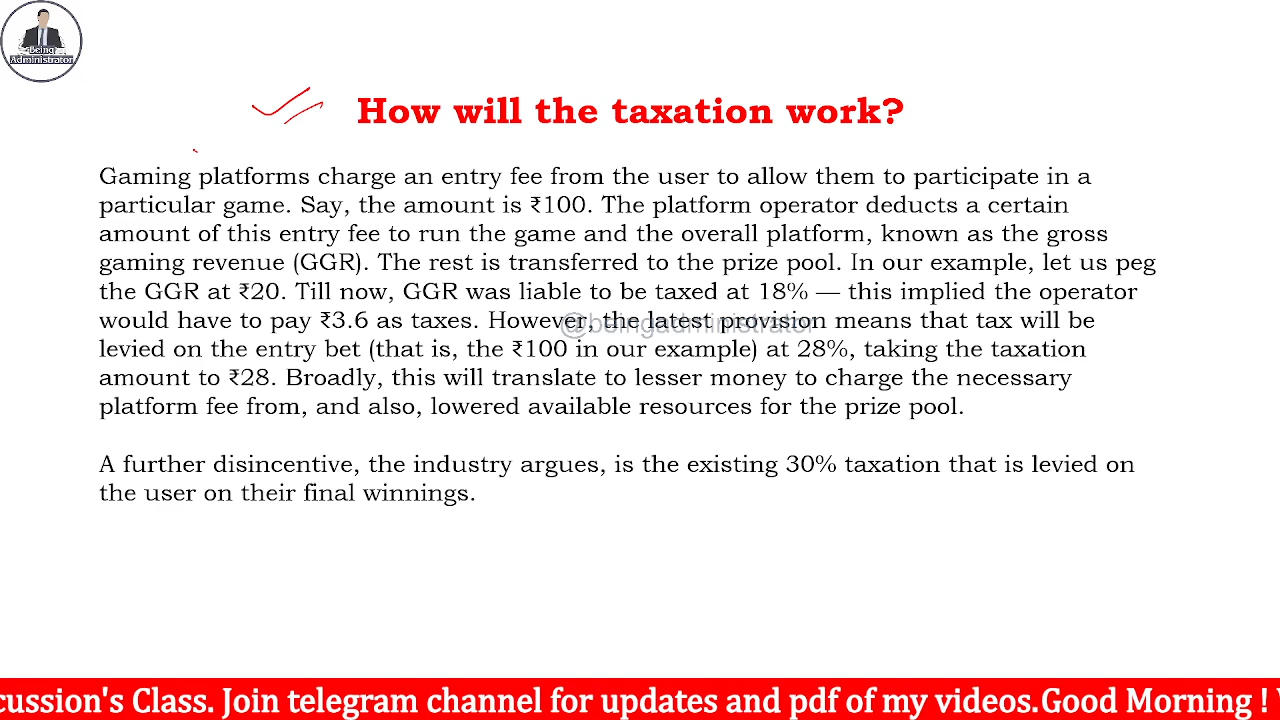 Being
Administrator
How will the taxation work?
Gaming platforms charge an entry fee from the user to allow them to participate in a
particular game. Say, the amount is ₹100. The platform operator deducts a certain
amount of this entry fee to run the game and the overall platform, known as the gross
gaming revenue (GGR). The rest is transferred to the prize pool. In our example, let us peg
the GGR at ₹20. Till now, GGR was liable to be taxed at 18% — this implied the operator
would have to pay ₹3.6 as taxes. However, the latest provision means that tax will be
@beingadministrator
levied on the entry bet (that is, the ₹100 in our example) at 28%, taking the taxation
amount to ₹28. Broadly, this will translate to lesser money to charge the necessary
platform fee from, and also, lowered available resources for the prize pool.
A further disincentive, the industry argues, is the existing 30% taxation that is levied on
the user on their final winnings.
cussion's Class. Join telegram channel for updates and pdf of my videos.Good Morning !